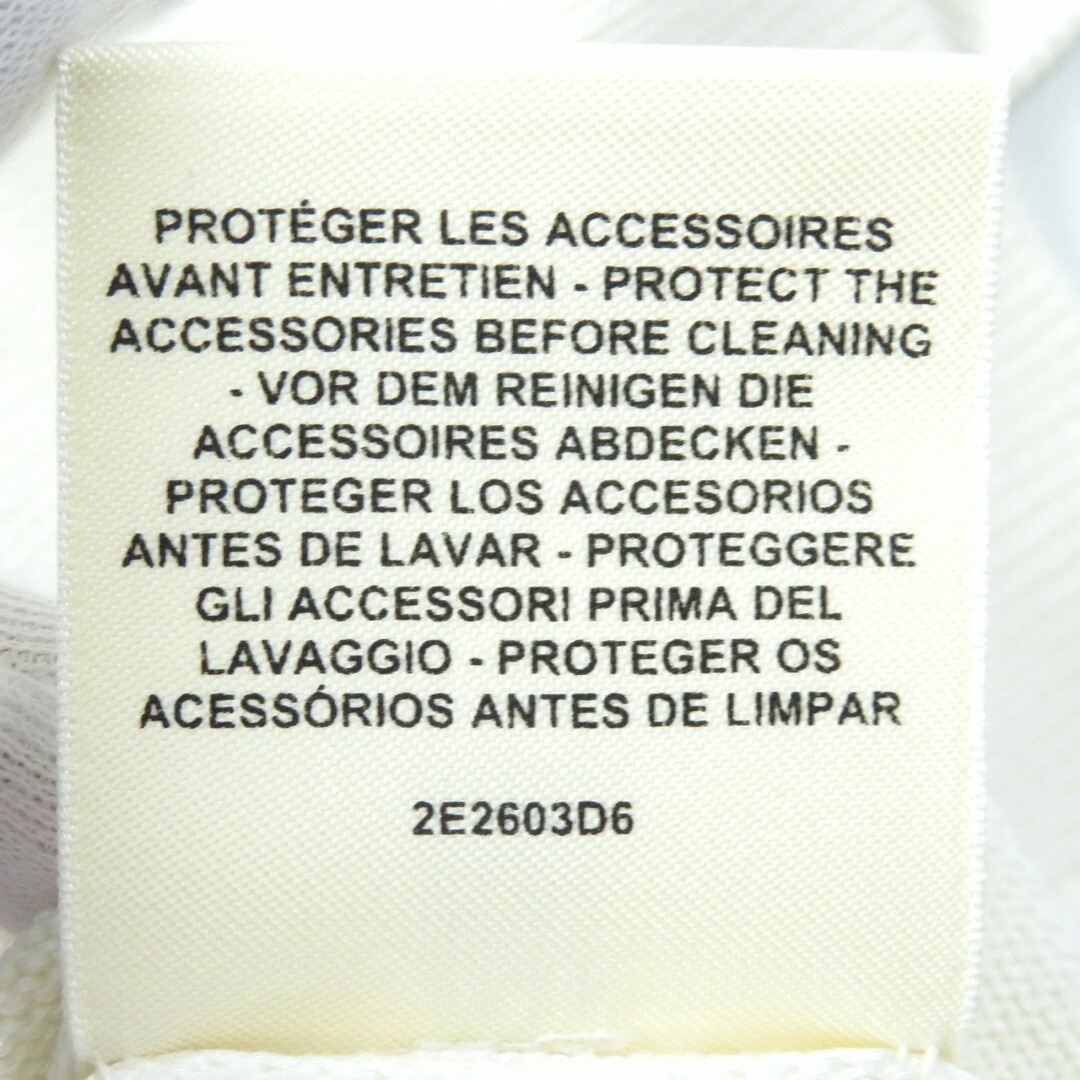 PROTÉGER LES ACCESSOIRES
AVANT ENTRETIEN - PROTECT THE
ACCESSORIES BEFORE CLEANING
- VOR DEM REINIGEN DIE
ACCESSOIRES ABDECKEN -
PROTEGER LOS ACCESORIOS
ANTES DE LAVAR - PROTEGGERE
GLI ACCESSORI PRIMA DEL
LAVAGGIO - PROTEGER OS
ACESSÓRIOS ANTES DE LIMPAR
2E2603D6